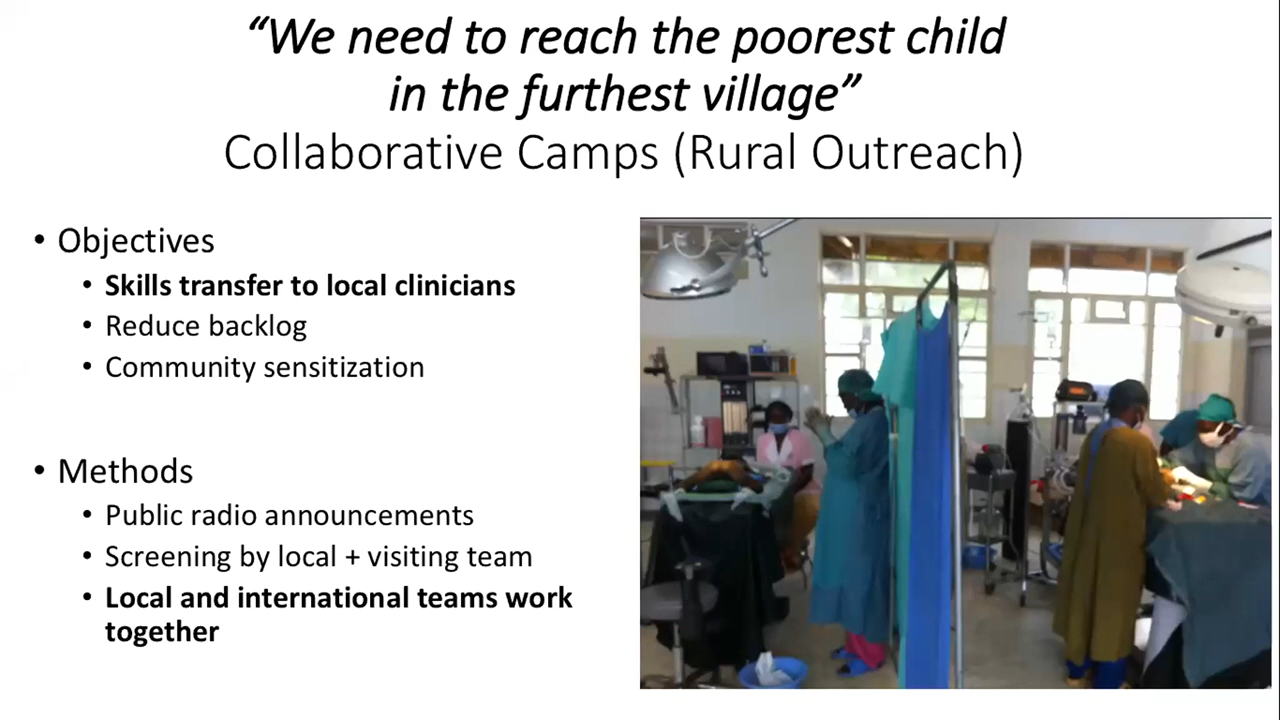 “We need to reach the poorest child
in the furthest village”
Collaborative Camps (Rural Outreach)
• Objectives
• Skills transfer to local clinicians
• Reduce backlog
• Community sensitization
• Methods
• Public radio announcements
• Screening by local + visiting team
• Local and international teams work
together